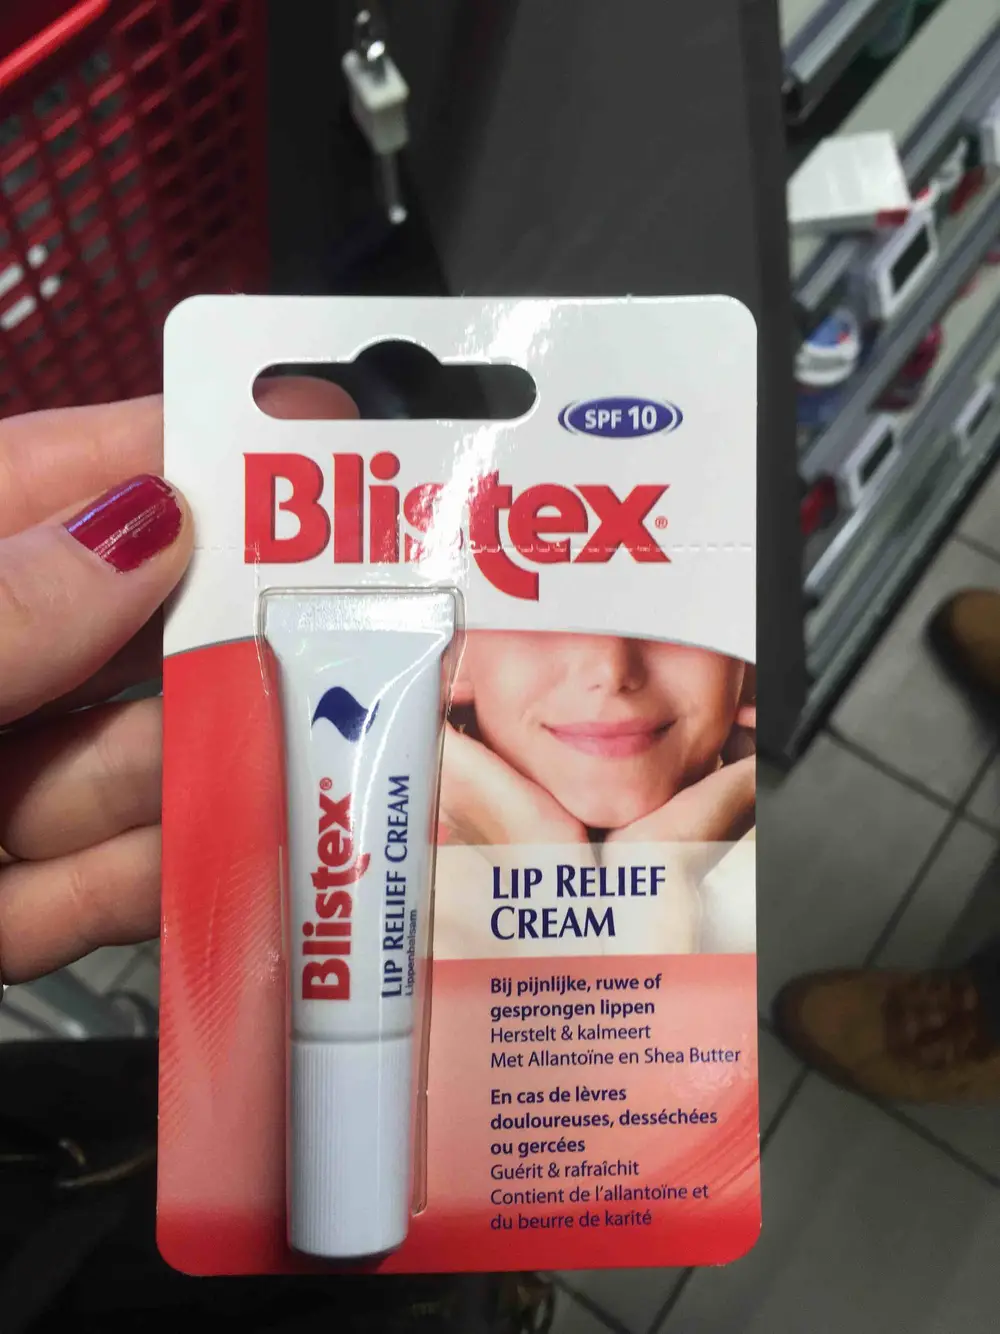 SPF 10
Blistex®
Blistex®
LIP RELIEF CREAM
Lippenbalsam
LIP RELIEF
CREAM
Bij pijnlijke, ruwe of
gesprongen lippen
Herstelt & kalmeert
Met Allantoïne en Shea Butter
En cas de lèvres
douloureuses, desséchées
ou gercées
Guérit & rafraîchit
Contient de l'allantoïne et
du beurre de karité